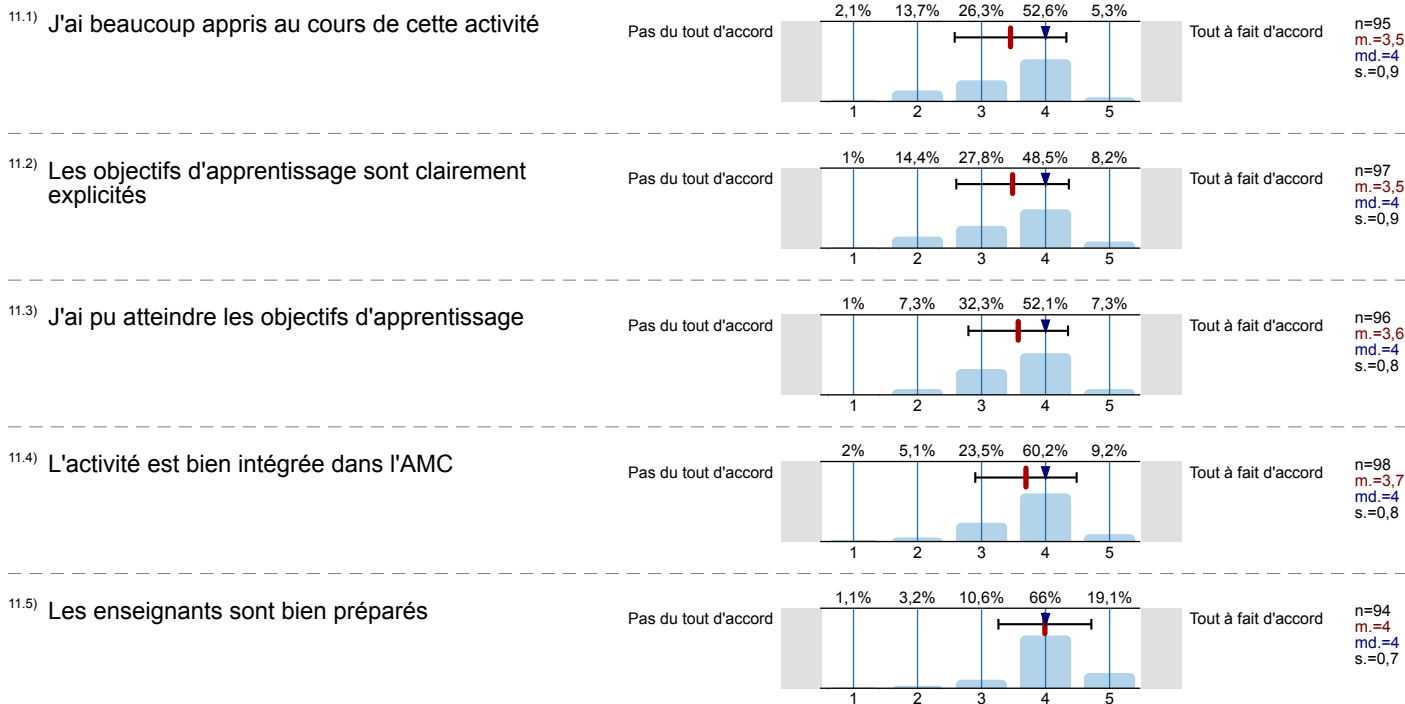 11.1) J'ai beaucoup appris au cours de cette activité
Pas du tout d'accord
2,1% 13,7% 26,3% 52,6% 5,3%
1 2 3 4 5
Tout à fait d'accord
n=95
m.=3,5
md.=4
s.=0,9
11.2) Les objectifs d'apprentissage sont clairement
explicités
Pas du tout d'accord
1% 14,4% 27,8% 48,5% 8,2%
1 2 3 4 5
Tout à fait d'accord
n=97
m.=3,5
md.=4
s.=0,9
11.3) J'ai pu atteindre les objectifs d'apprentissage
Pas du tout d'accord
1% 7,3% 32,3% 52,1% 7,3%
1 2 3 4 5
Tout à fait d'accord
n=96
m.=3,6
md.=4
s.=0,8
11.4) L'activité est bien intégrée dans l'AMC
Pas du tout d'accord
2% 5,1% 23,5% 60,2% 9,2%
1 2 3 4 5
Tout à fait d'accord
n=98
m.=3,7
md.=4
s.=0,8
11.5) Les enseignants sont bien préparés
Pas du tout d'accord
1,1% 3,2% 10,6% 66% 19,1%
1 2 3 4 5
Tout à fait d'accord
n=94
m.=4
md.=4
s.=0,7